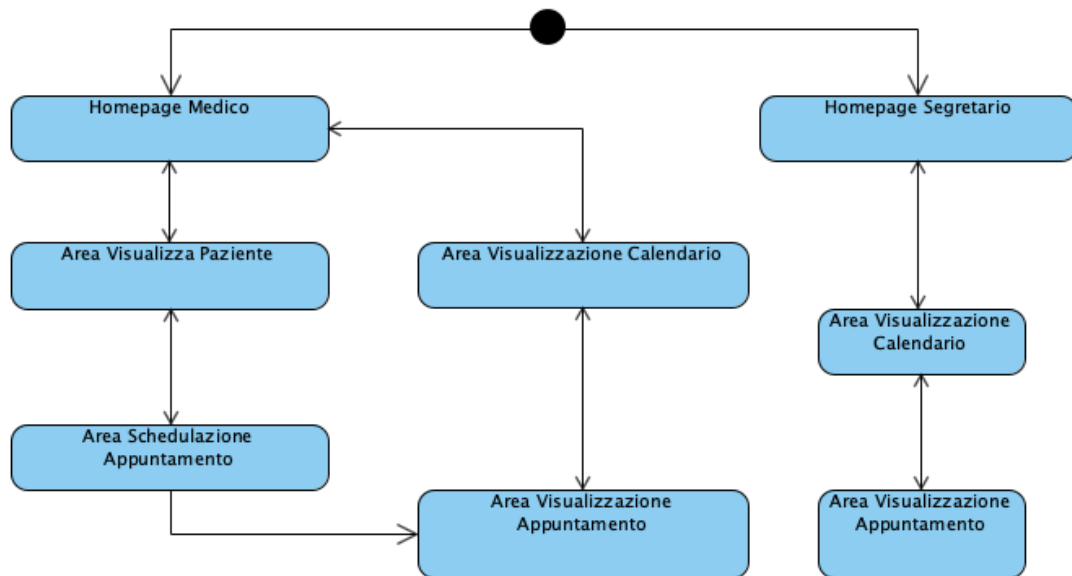 Homepage Medico
Homepage Segretario
Area Visualizza Paziente
Area Visualizzazione Calendario
Area Visualizzazione
Calendario
Area Schedulazione
Appuntamento
Area Visualizzazione
Appuntamento
Area Visualizzazione
Appuntamento